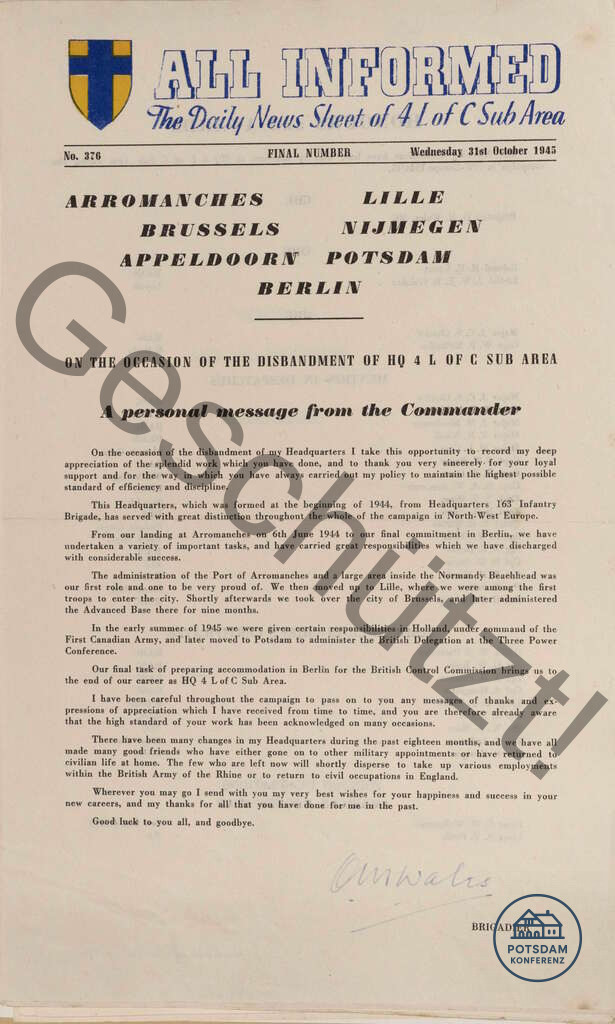 ALL INFORMED
The Daily News Sheet of 4 L of C Sub Area
No. 376 FINAL NUMBER Wednesday 31st October 1945
ARROMANCHES LILLE
BRUSSELS NIJMEGEN
APPELDOORN POTSDAM
BERLIN
ON THE OCCASION OF THE DISBANDMENT OF HQ 4 L OF C SUB AREA
A personal message from the Commander
On the occasion of the disbandment of my Headquarters I take this opportunity to record my deep
appreciation of the splendid work which you have done, and to thank you very sincerely for your loyal
support and for the way in which you have always carried out my policy to maintain the highest possible
standard of efficiency and discipline.
This Headquarters, which was formed at the beginning of 1944, from Headquarters 163 Infantry
Brigade, has served with great distinction throughout the whole of the campaign in North-West Europe.
From our landing at Arromanches on 6th June 1944 to our final commitment in Berlin, we have
undertaken a variety of important tasks, and have carried great responsibilities which we have discharged
with considerable success.
The administration of the Port of Arromanches and a large area inside the Normandy Beachhead was
our first role and one to be very proud of. We then moved up to Lille, where we were among the first
troops to enter the city. Shortly afterwards we took over the city of Brussels, and later administered
the Advanced Base there for nine months.
In the early summer of 1945 we were given certain responsibilities in Holland, under command of the
First Canadian Army, and later moved to Potsdam to administer the British Delegation at the Three Power
Conference.
Our final task of preparing accommodation in Berlin for the British Control Commission brings us to
the end of our career as HQ 4 L of C Sub Area.
I have been careful throughout the campaign to pass on to you any messages of thanks and ex-
pressions of appreciation which I have received from time to time, and you are therefore already aware
that the high standard of your work has been acknowledged on many occasions.
There have been many changes in my Headquarters during the past eighteen months, and we have all
made many good friends who have either gone on to other military appointments or have returned to
civilian life at home. The few who are left now will shortly disperse to take up various employments
within the British Army of the Rhine or to return to civil occupations in England.
Wherever you may go I send with you my very best wishes for your happiness and success in your
new careers, and my thanks for all that you have done for me in the past.
Good luck to you all, and goodbye.
BRIGADIER
Geschützt!
POTSDAM
KONFERENZ